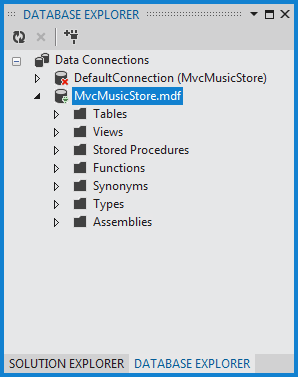 DATABASE EXPLORER
Data Connections
DefaultConnection (MvcMusicStore)
MvcMusicStore.mdf
Tables
Views
Stored Procedures
Functions
Synonyms
Types
Assemblies
SOLUTION EXPLORER DATABASE EXPLORER